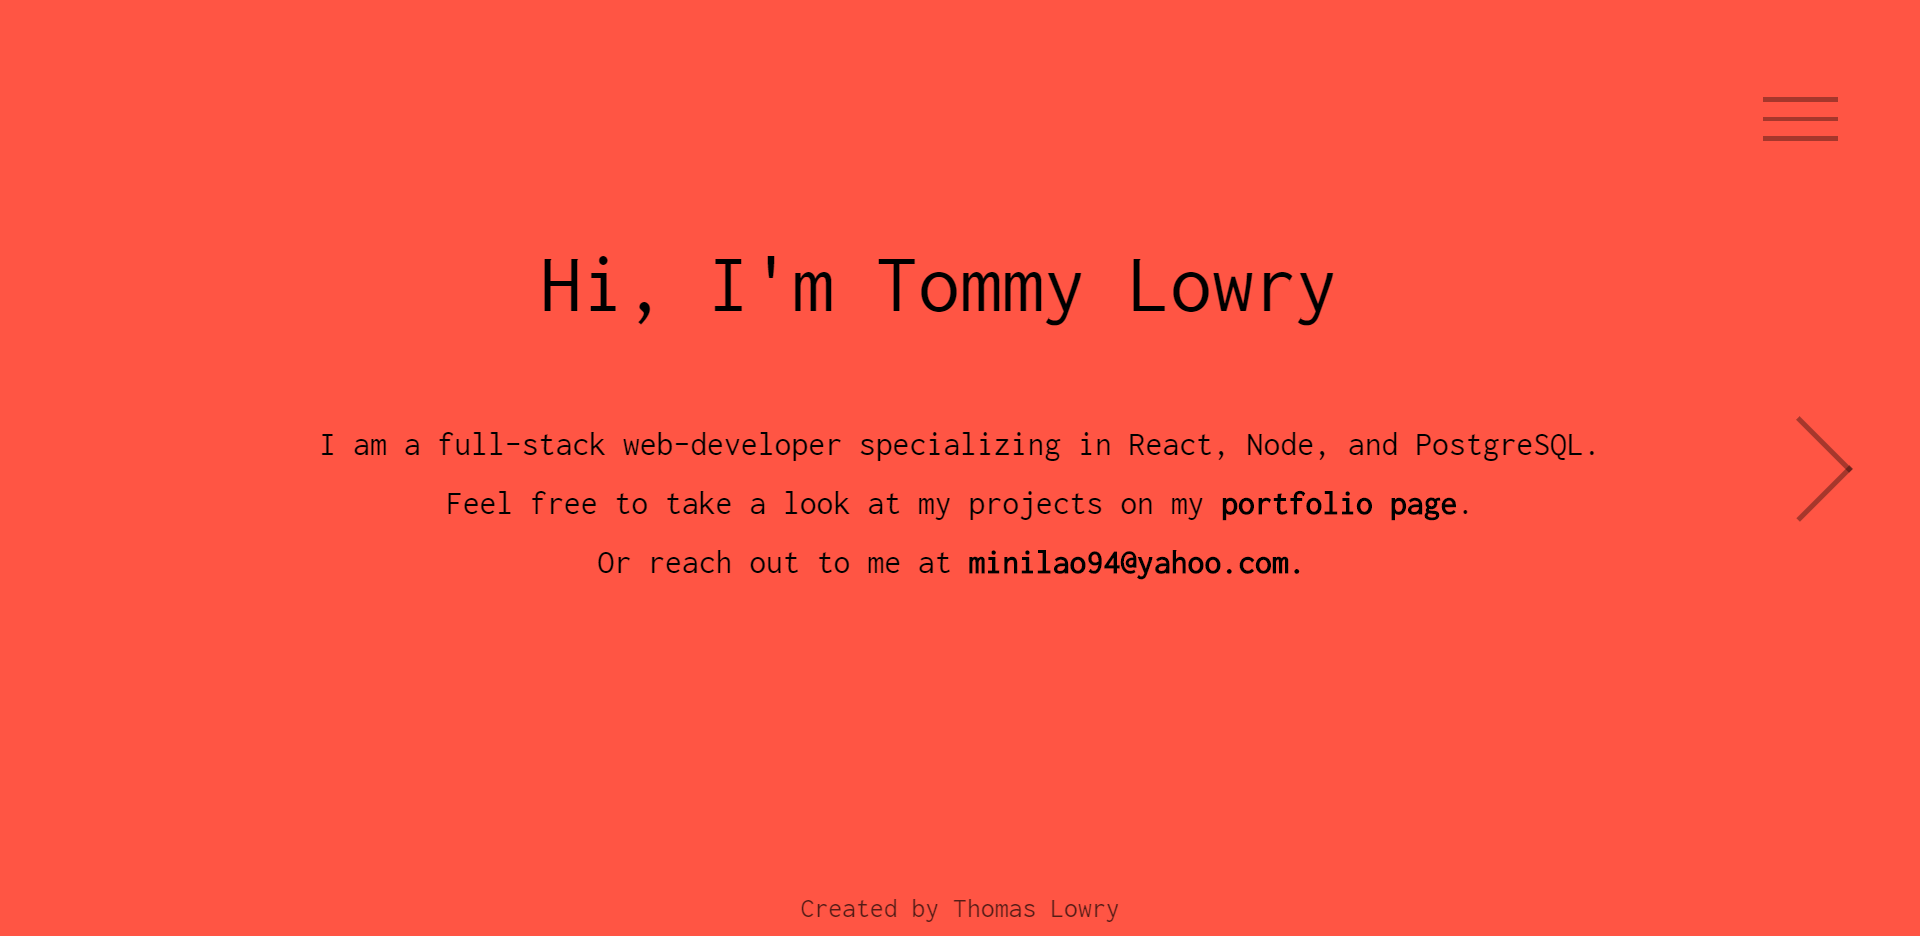 Hi, I'm Tommy Lowry
I am a full-stack web-developer specializing in React, Node, and PostgreSQL.
Feel free to take a look at my projects on my portfolio page.
Or reach out to me at minilao94@yahoo.com.
Created by Thomas Lowry